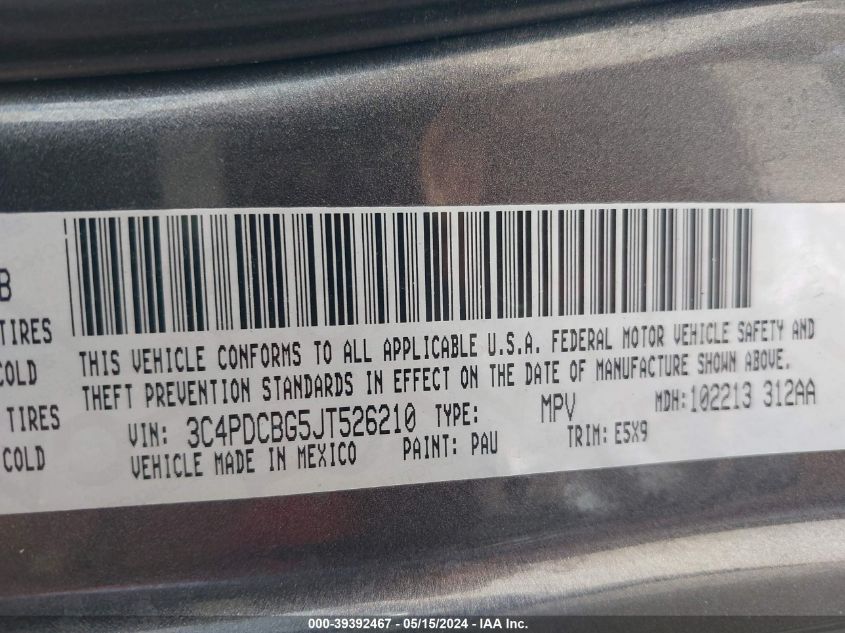 B
TIRES
COLD
TIRES
COLD
THIS VEHICLE CONFORMS TO ALL APPLICABLE U.S.A. FEDERAL MOTOR VEHICLE SAFETY AND
THEFT PREVENTION STANDARDS IN EFFECT ON THE DATE OF MANUFACTURE SHOWN ABOVE.
VIN: 3C4PDCBG5JT526210 TYPE: MPV MDH:102213 312AA
VEHICLE MADE IN MEXICO PAINT: PAU TRIM: E5X9
000-39392467 - 05/15/2024 - IAA Inc.